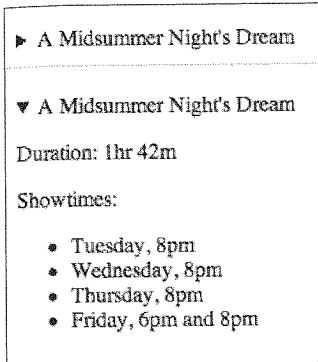 ▶ A Midsummer Night's Dream
▼ A Midsummer Night's Dream
Duration: 1hr 42m
Showtimes:
• Tuesday, 8pm
• Wednesday, 8pm
• Thursday, 8pm
• Friday, 6pm and 8pm